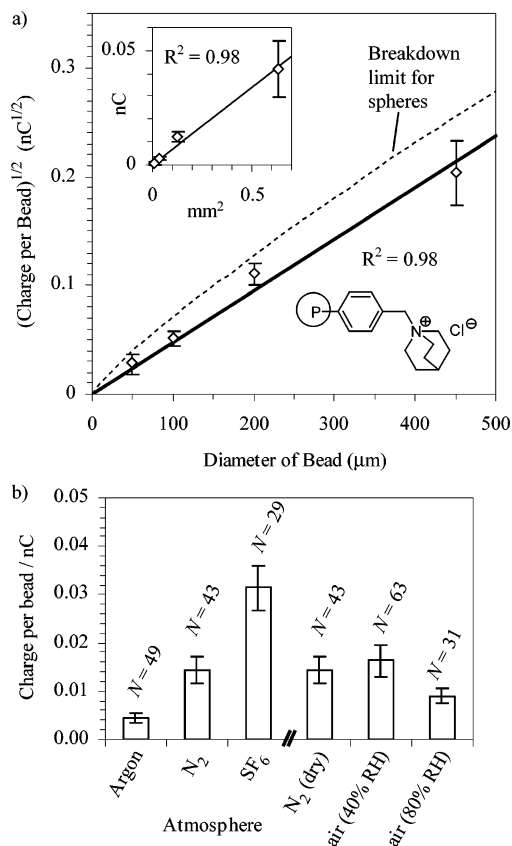 a)
(Charge per Bead)1/2 (nC1/2)
0.3
0.2
0.1
0
0.05
nC
0
R2 = 0.98
0
0.5
mm2
Breakdown
limit for
spheres
R2 = 0.98
P
N
⊕
Cl⊖
0
100
200
300
400
500
Diameter of Bead (μm)
b)
Charge per bead / nC
0.05
0.04
0.03
0.02
0.01
0.00
N = 49
N = 43
N = 29
N = 43
N = 63
N = 31
Argon
N2
SF6
N2 (dry)
air (40% RH)
air (80% RH)
Atmosphere